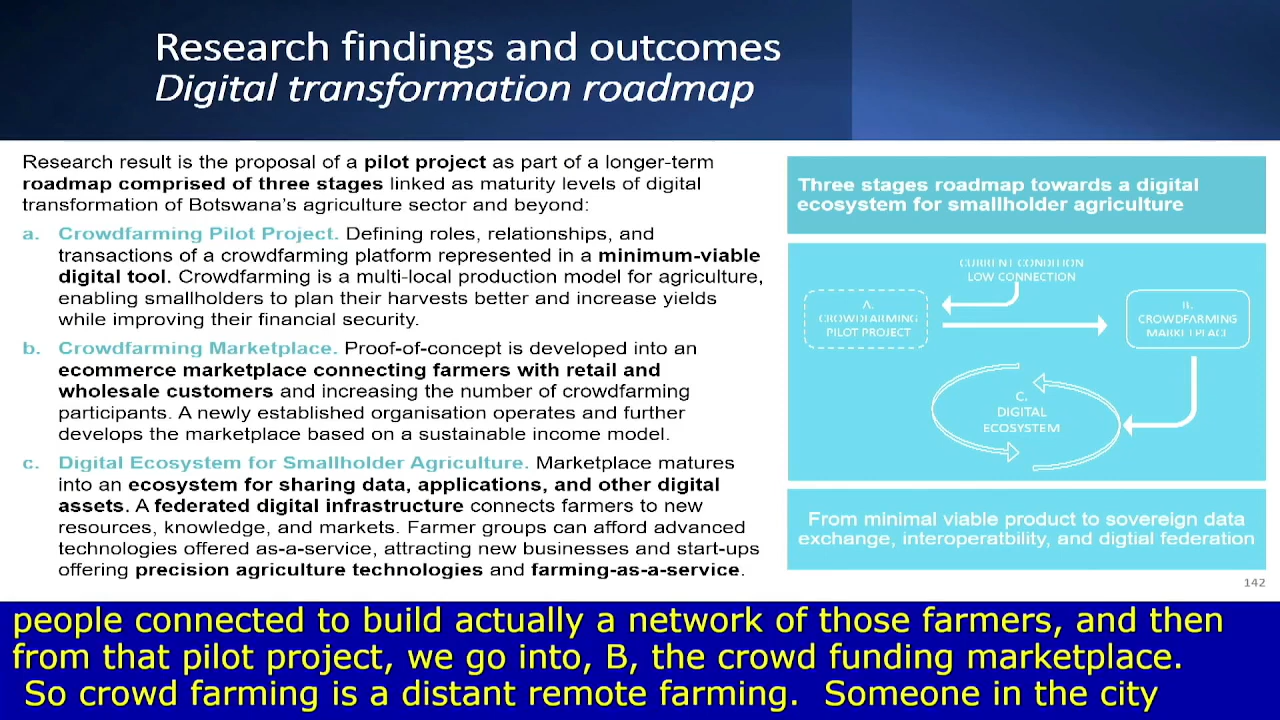 Research findings and outcomes
Digital transformation roadmap
Research result is the proposal of a pilot project as part of a longer-term
roadmap comprised of three stages linked as maturity levels of digital
transformation of Botswana's agriculture sector and beyond:
a. Crowdfarming Pilot Project. Defining roles, relationships, and
transactions of a crowdfarming platform represented in a minimum-viable
digital tool. Crowdfarming is a multi-local production model for agriculture,
enabling smallholders to plan their harvests better and increase yields
while improving their financial security.
b. Crowdfarming Marketplace. Proof-of-concept is developed into an
ecommerce marketplace connecting farmers with retail and
wholesale customers and increasing the number of crowdfarming
participants. A newly established organisation operates and further
develops the marketplace based on a sustainable income model.
c. Digital Ecosystem for Smallholder Agriculture. Marketplace matures
into an ecosystem for sharing data, applications, and other digital
assets. A federated digital infrastructure connects farmers to new
resources, knowledge, and markets. Farmer groups can afford advanced
technologies offered as-a-service, attracting new businesses and start-ups
offering precision agriculture technologies and farming-as-a-service.
Three stages roadmap towards a digital
ecosystem for smallholder agriculture
CURRENT CONDITION
LOW CONNECTION
A.
CROWDFARMING
PILOT PROJECT
B.
CROWDFARMING
MARKETPLACE
C.
DIGITAL
ECOSYSTEM
From minimal viable product to sovereign data
exchange, interoperatbility, and digtial federation
142
people connected to build actually a network of those farmers, and then
from that pilot project, we go into, B, the crowd funding marketplace.
So crowd farming is a distant remote farming. Someone in the city